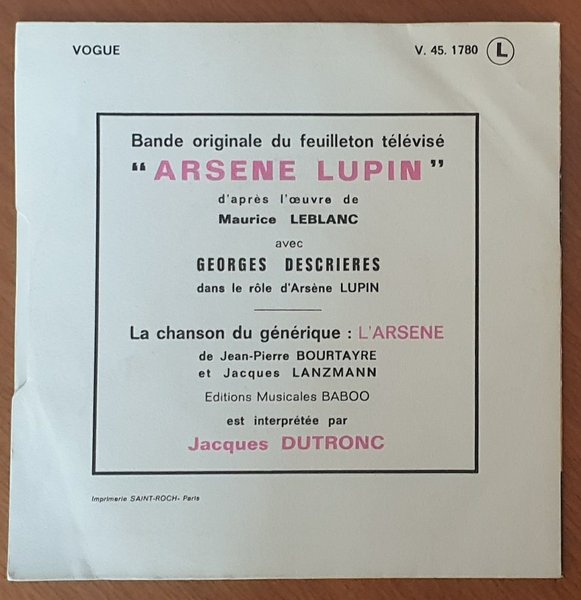 VOGUE
V. 45. 1780 L
Bande originale du feuilleton télévisé
“ARSENE LUPIN”
d'après l'œuvre de
Maurice LEBLANC
avec
GEORGES DESCRIERES
dans le rôle d'Arsène LUPIN
La chanson du générique : L'ARSENE
de Jean-Pierre BOURTAYRE
et Jacques LANZMANN
Editions Musicales BABOO
est interprétée par
Jacques DUTRONC
Imprimerie SAINT-ROCH- Paris